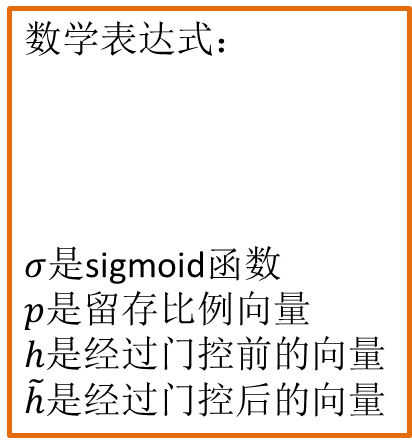 数学表达式：
σ是sigmoid函数
p是留存比例向量
h是经过门控前的向量
h̃是经过门控后的向量